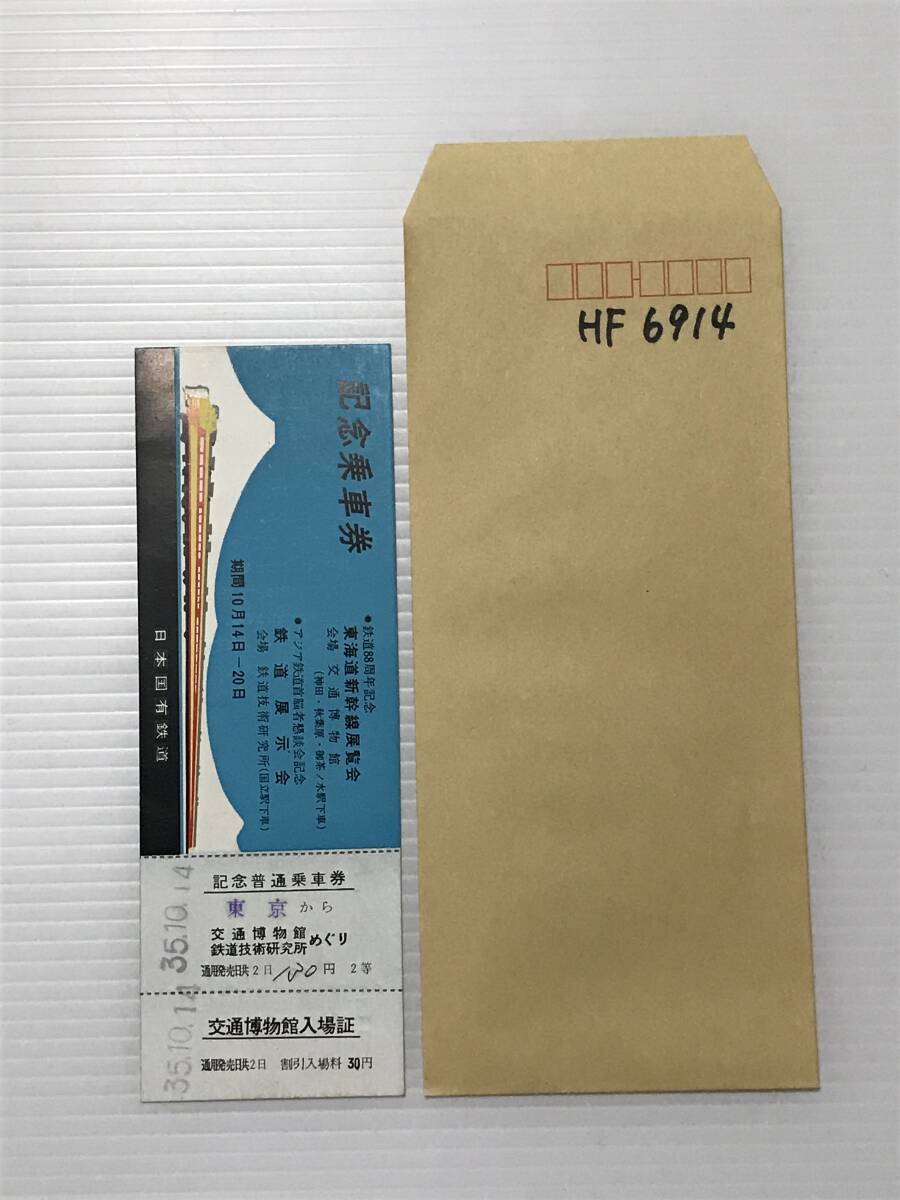 記念乗車券
●鉄道88周年記念
東海道新幹線展覧会
会場 交通博物館
(神田・秋葉原・御茶ノ水駅下車)
●アジア鉄道首脳者懇談会記念
鉄道展示会
会場 鉄道技術研究所(国立駅下車)
期間10月14日-20日
日本国有鉄道
35.10.14
記念普通乗車券
東京から
交通博物館
鉄道技術研究所
めぐり
通用発売日共2日 130円 2等
35.10.14
交通博物館入場証
通用発売日共2日 割引入場料 30円
HF 6914